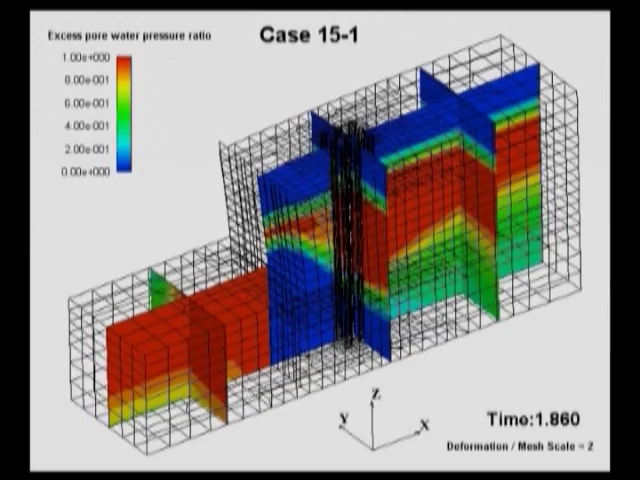 Excess pore water pressure ratio
Case 15-1
1.00e+000
8.00e-001
6.00e-001
4.00e-001
2.00e-001
0.00e+000
Z
Y
X
Time:1.860
Deformation / Mesh Scale = 2